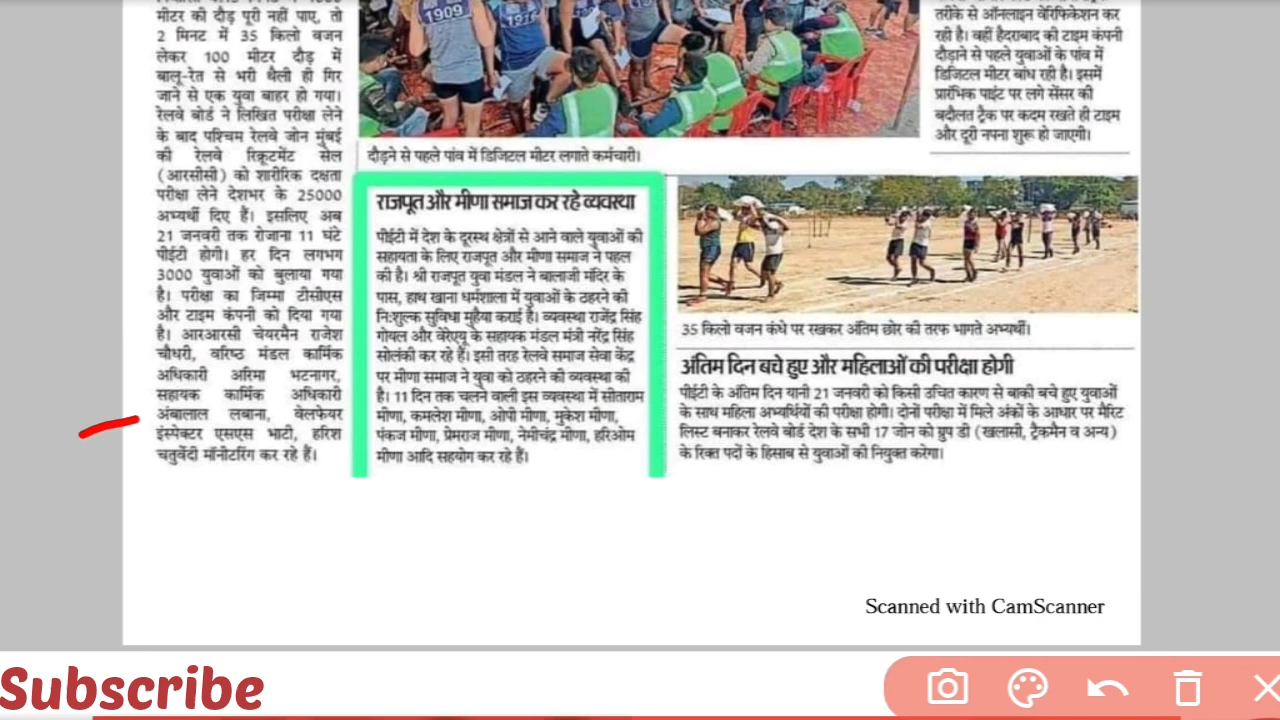 मीटर की दौड़ पूरी नहीं पाए, तो
2 मिनट में 35 किलो वजन
लेकर 100 मीटर दौड़ में
बालू-रेत से भरी थैली ही गिर
जाने से एक युवा बाहर हो गया।
रेलवे बोर्ड ने लिखित परीक्षा लेने
के बाद पश्चिम रेलवे जोन मुंबई
की रेलवे रिक्रूटमेंट सेल
(आरसीसी) को शारीरिक दक्षता
परीक्षा लेने देशभर के 25000
अभ्यर्थी दिए हैं। इसलिए अब
21 जनवरी तक रोजाना 11 घंटे
पीईटी होगी। हर दिन लगभग
3000 युवाओं को बुलाया गया
है। परीक्षा का जिम्मा टीसीएस
और टाइम कंपनी को दिया गया
है। आरआरसी चेयरमैन राजेश
चौधरी, वरिष्ठ मंडल कार्मिक
अधिकारी अरिमा भटनागर,
सहायक कार्मिक अधिकारी
अंबालाल लबाना, वेलफेयर
इंस्पेक्टर एसएस भाटी, हरिश
चतुर्वेदी मॉनीटरिंग कर रहे हैं।
1909
दौड़ने से पहले पांव में डिजिटल मीटर लगाते कर्मचारी।
राजपूत और मीणा समाज कर रहे व्यवस्था
पीईटी में देश के दूरस्थ क्षेत्रों से आने वाले युवाओं की
सहायता के लिए राजपूत और मीणा समाज ने पहल
की है। श्री राजपूत युवा मंडल ने बालाजी मंदिर के
पास, हाथ खाना धर्मशाला में युवाओं के ठहरने की
नि:शुल्क सुविधा मुहैया कराई है। व्यवस्था राजेंद्र सिंह
गोयल और वेरेएयू के सहायक मंडल मंत्री नरेंद्र सिंह
सोलंकी कर रहे हैं। इसी तरह रेलवे समाज सेवा केंद्र
पर मीणा समाज ने युवा को ठहरने की व्यवस्था की
है। 11 दिन तक चलने वाली इस व्यवस्था में सीताराम
मीणा, कमलेश मीणा, ओपी मीणा, मुकेश मीणा,
पंकज मीणा, प्रेमराज मीणा, नेमीचंद्र मीणा, हरिओम
मीणा आदि सहयोग कर रहे हैं।
तरीके से ऑनलाइन वेरिफिकेशन कर
रही है। वहीं हैदराबाद की टाइम कंपनी
दौड़ाने से पहले युवाओं के पांव में
डिजिटल मीटर बांध रही है। इसमें
प्रारंभिक पाइंट पर लगे सेंसर की
बदौलत ट्रैक पर कदम रखते ही टाइम
और दूरी नपना शुरू हो जाएगी।
35 किलो वजन कंधे पर रखकर अंतिम छोर की तरफ भागते अभ्यर्थी।
अंतिम दिन बचे हुए और महिलाओं की परीक्षा होगी
पीईटी के अंतिम दिन यानी 21 जनवरी को किसी उचित कारण से बाकी बचे हुए युवाओं
के साथ महिला अभ्यर्थियों की परीक्षा होगी। दोनों परीक्षा में मिले अंकों के आधार पर मैरिट
लिस्ट बनाकर रेलवे बोर्ड देश के सभी 17 जोन को ग्रुप डी (खलासी, ट्रैकमैन व अन्य)
के रिक्त पदों के हिसाब से युवाओं की नियुक्त करेगा।
Scanned with CamScanner
Subscribe